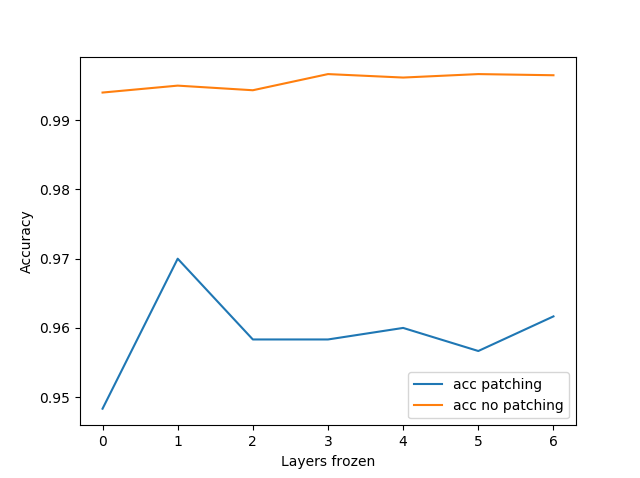 0.99
0.98
0.97
0.96
0.95
Accuracy
0 1 2 3 4 5 6
Layers frozen
acc patching
acc no patching